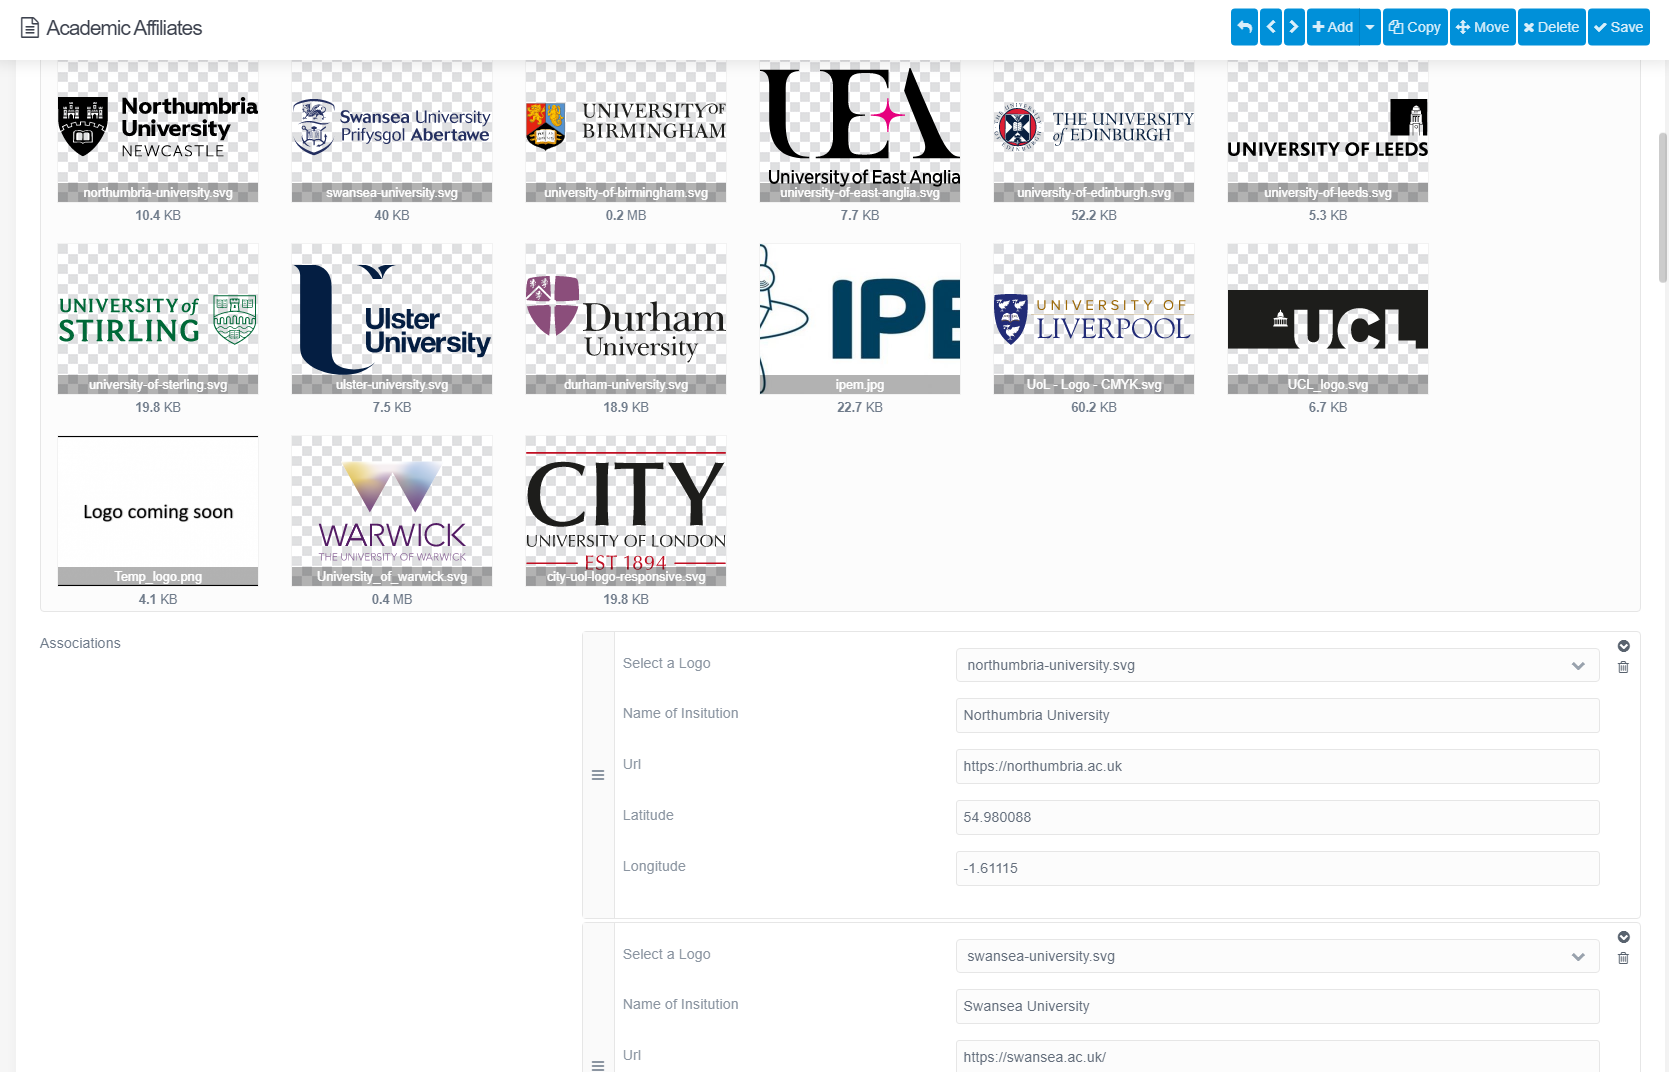 Academic Affiliates
Add
Copy
Move
Delete
Save
Northumbria
University
NEWCASTLE
northumbria-university.svg
10.4 KB
Swansea University
Prifysgol Abertawe
swansea-university.svg
40 KB
UNIVERSITY OF
BIRMINGHAM
university-of-birmingham.svg
0.2 MB
UEA
University of East Anglia
university-of-east-anglia.svg
7.7 KB
THE UNIVERSITY
of EDINBURGH
university-of-edinburgh.svg
52.2 KB
UNIVERSITY OF LEEDS
university-of-leeds.svg
5.3 KB
UNIVERSITY of
STIRLING
university-of-sterling.svg
19.8 KB
Ulster
University
ulster-university.svg
7.5 KB
Durham
University
durham-university.svg
18.9 KB
IPE
ipem.jpg
22.7 KB
UNIVERSITY OF
LIVERPOOL
UoL - Logo - CMYK.svg
60.2 KB
UCL
UCL_logo.svg
6.7 KB
Logo coming soon
Temp_logo.png
4.1 KB
WARWICK
THE UNIVERSITY OF WARWICK
University_of_warwick.svg
0.4 MB
CITY
UNIVERSITY OF LONDON
EST 1894
city-uol-logo-responsive.svg
19.8 KB
Associations
Select a Logo
northumbria-university.svg
Name of Insitution
Northumbria University
Url
https://northumbria.ac.uk
Latitude
54.980088
Longitude
-1.61115
Select a Logo
swansea-university.svg
Name of Insitution
Swansea University
Url
https://swansea.ac.uk/